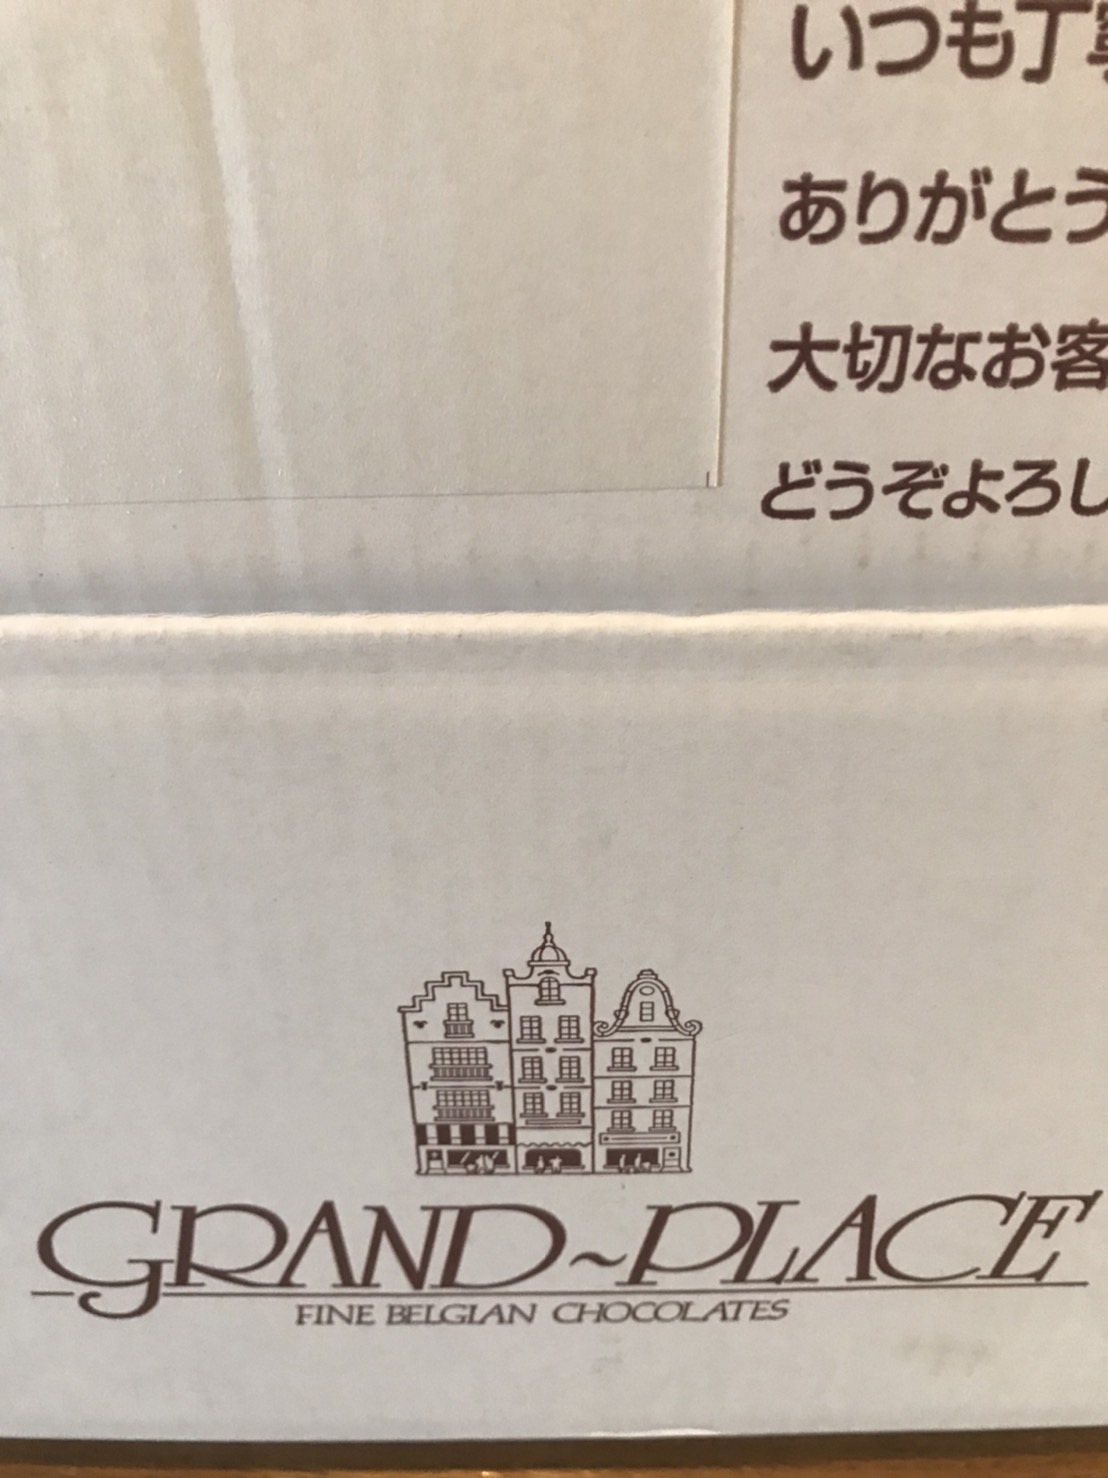 いつも丁寧
ありがとう
大切なお客
どうぞよろし
GRAND~PLACE
FINE BELGIAN CHOCOLATES